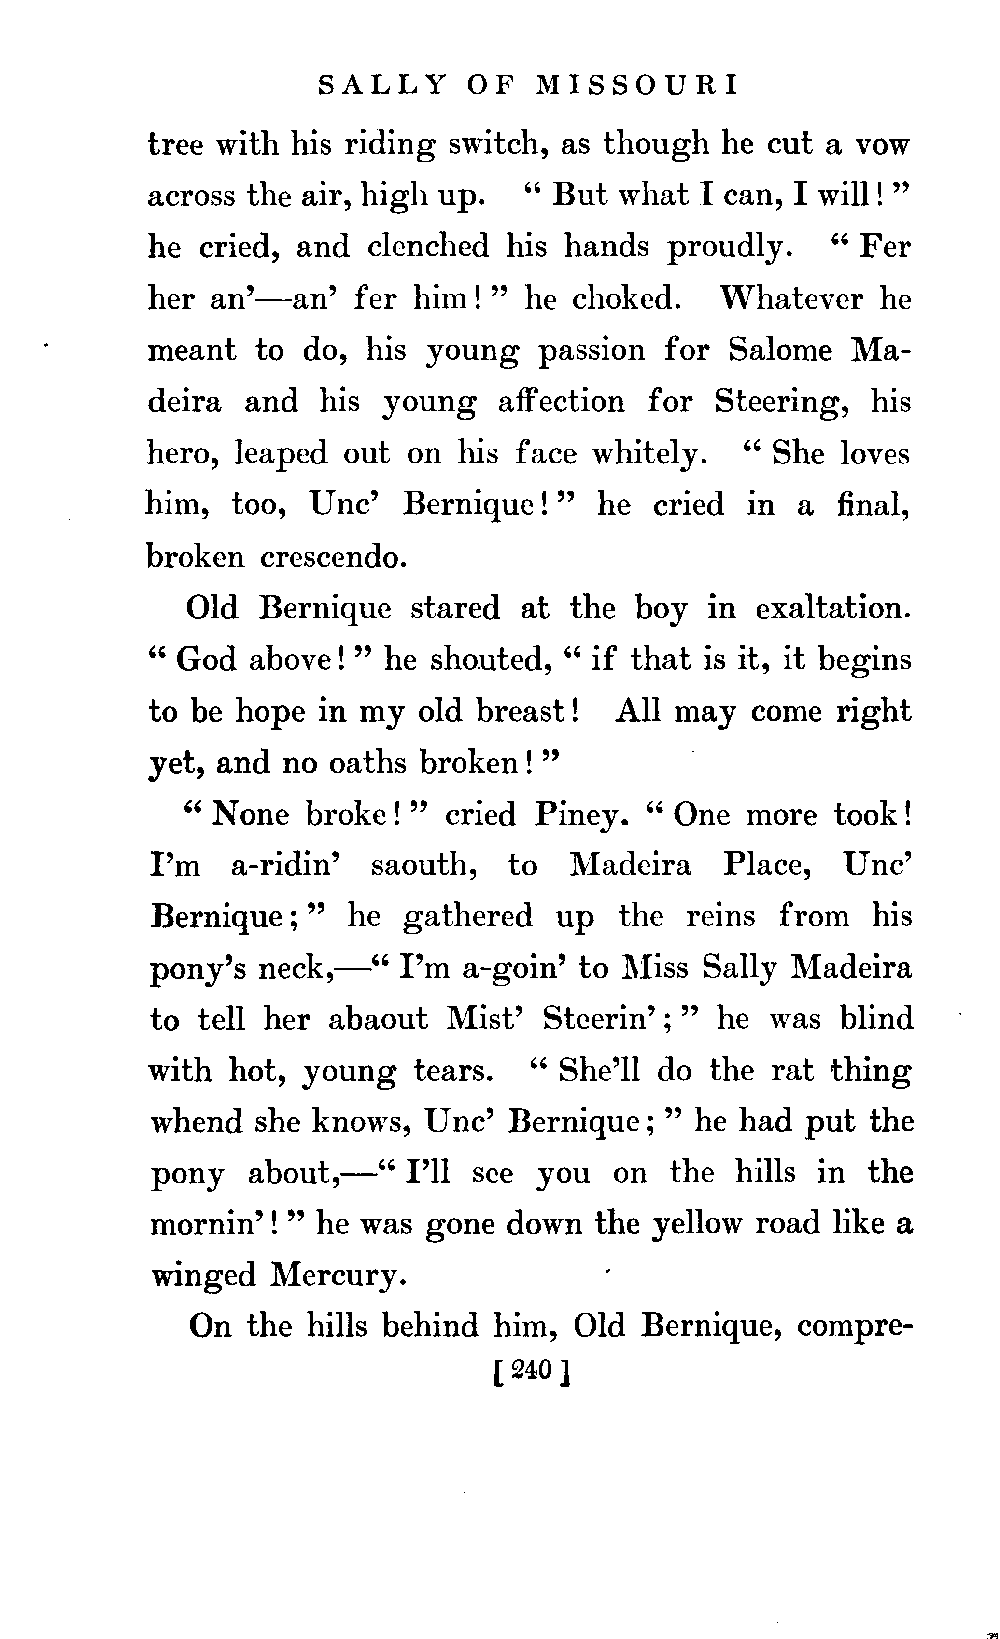 SALLY OF MISSOURI
tree with his riding switch, as though he cut a vow
across the air, high up. “ But what I can, I will! ”
he cried, and clenched his hands proudly. “ Fer
her an’—an’ fer him! ” he choked. Whatever he
meant to do, his young passion for Salome Ma-
deira and his young affection for Steering, his
hero, leaped out on his face whitely. “ She loves
him, too, Unc’ Bernique! ” he cried in a final,
broken crescendo.
Old Bernique stared at the boy in exaltation.
“ God above! ” he shouted, “ if that is it, it begins
to be hope in my old breast! All may come right
yet, and no oaths broken! ”
“ None broke! ” cried Piney. “ One more took!
I’m a-ridin’ saouth, to Madeira Place, Unc’
Bernique; ” he gathered up the reins from his
pony’s neck,—“ I’m a-goin’ to Miss Sally Madeira
to tell her abaout Mist’ Steerin’; ” he was blind
with hot, young tears. “ She’ll do the rat thing
whend she knows, Unc’ Bernique; ” he had put the
pony about,—“ I’ll see you on the hills in the
mornin’! ” he was gone down the yellow road like a
winged Mercury.
On the hills behind him, Old Bernique, compre-
[ 240 ]